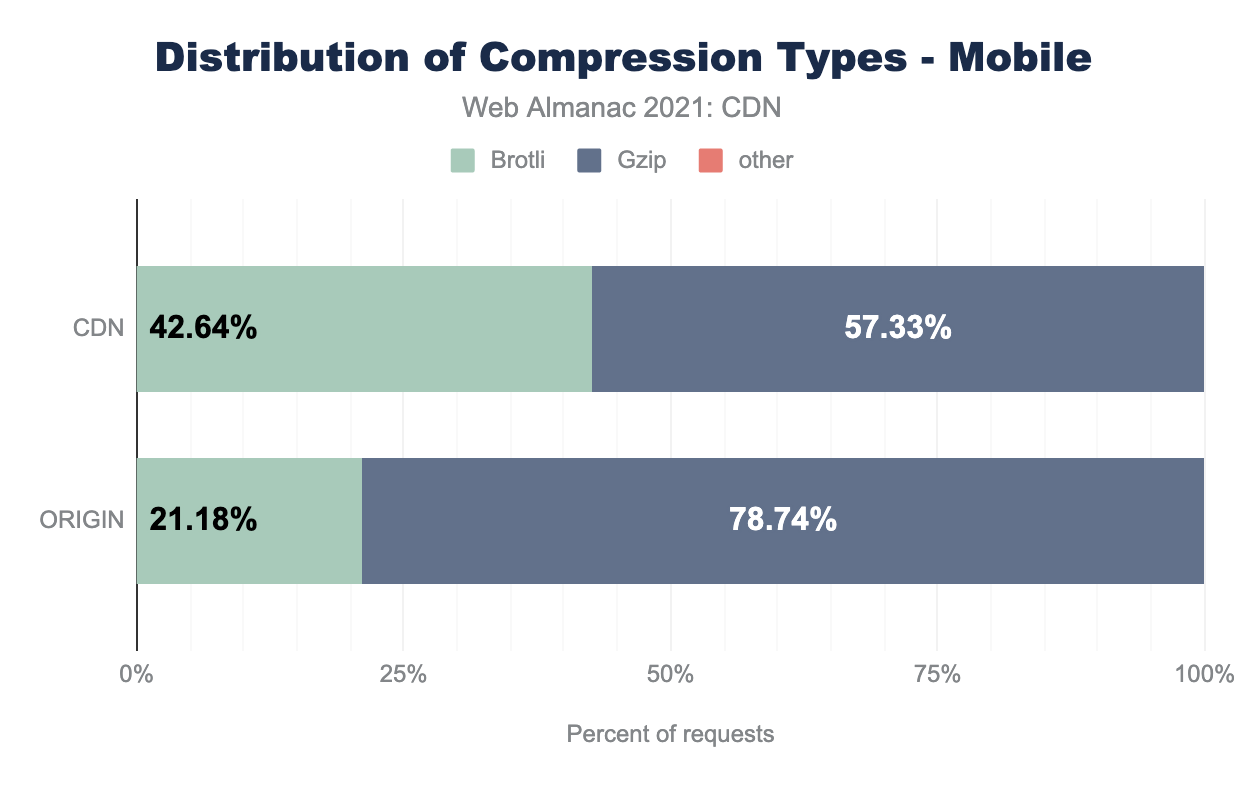 Distribution of Compression Types - Mobile
Web Almanac 2021: CDN
Brotli Gzip other
CDN 42.64% 57.33%
ORIGIN 21.18% 78.74%
0% 25% 50% 75% 100%
Percent of requests